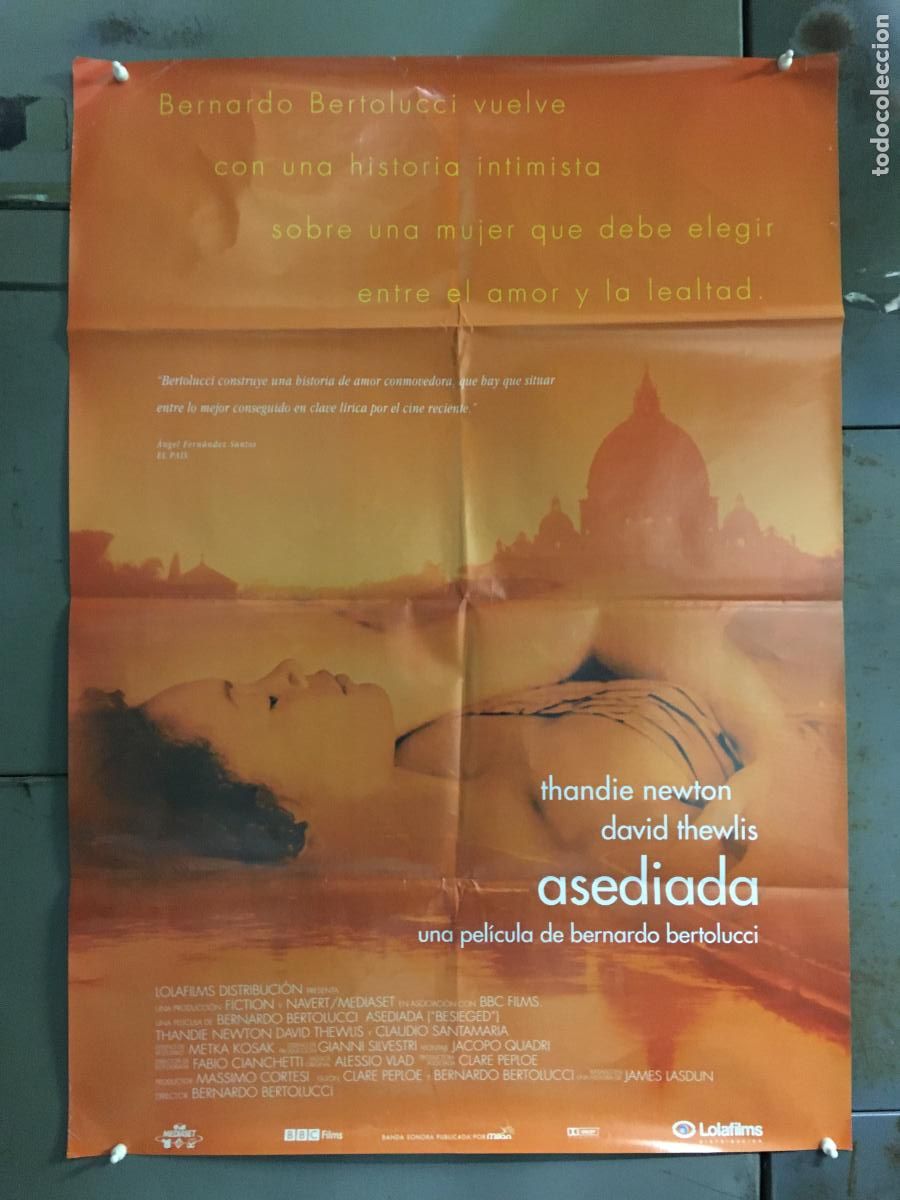 Bernardo Bertolucci vuelve
con una historia intimista
sobre una mujer que debe elegir
entre el amor y la lealtad.
"Bertolucci construye una historia de amor conmovedora, que hay que situar
entre lo mejor conseguido en clave lírica por el cine reciente."
Ángel Fernández Santos
EL PAÍS
thandie newton
david thewlis
asediada
una película de bernardo bertolucci
LOLAFILMS DISTRIBUCIÓN PRESENTA
UNA PRODUCCIÓN FICTION Y NAVERT/MEDIASET EN ASOCIACIÓN CON BBC FILMS.
UNA PELÍCULA DE BERNARDO BERTOLUCCI ASEDIADA ("BESIEGED")
THANDIE NEWTON DAVID THEWLIS Y CLAUDIO SANTAMARIA
METKA KOSAK GIANNI SILVESTRI JACOPO QUADRI
FABIO CIANCHETTI ALESSIO VLAD CLARE PEPLOE
PRODUCTOR MASSIMO CORTESI GUIÓN CLARE PEPLOE Y BERNARDO BERTOLUCCI JAMES LASDUN
DIRECTOR BERNARDO BERTOLUCCI
MEDIASET
BBC Films
BANDA SONORA PUBLICADA POR milan
Lolafilms
DISTRIBUCIÓN
todocoleccion